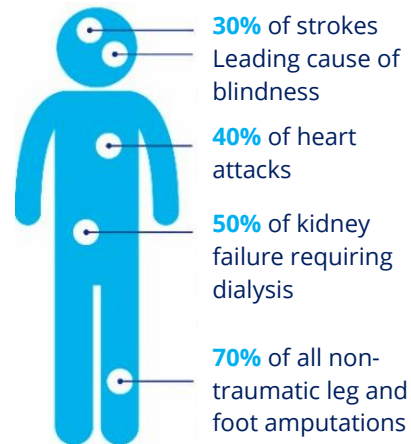 30% of strokes
Leading cause of
blindness
40% of heart
attacks
50% of kidney
failure requiring
dialysis
70% of all non-
traumatic leg and
foot amputations